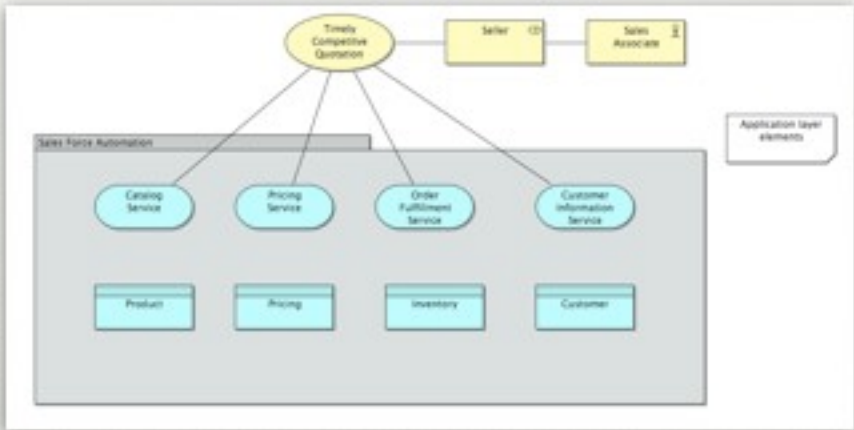 Timely
Competitive
Quotation
Seller
Sales
Associate
Application layer
elements
Sales Force Automation
Catalog
Service
Pricing
Service
Order
Fulfillment
Service
Customer
Information
Service
Product
Pricing
Inventory
Customer